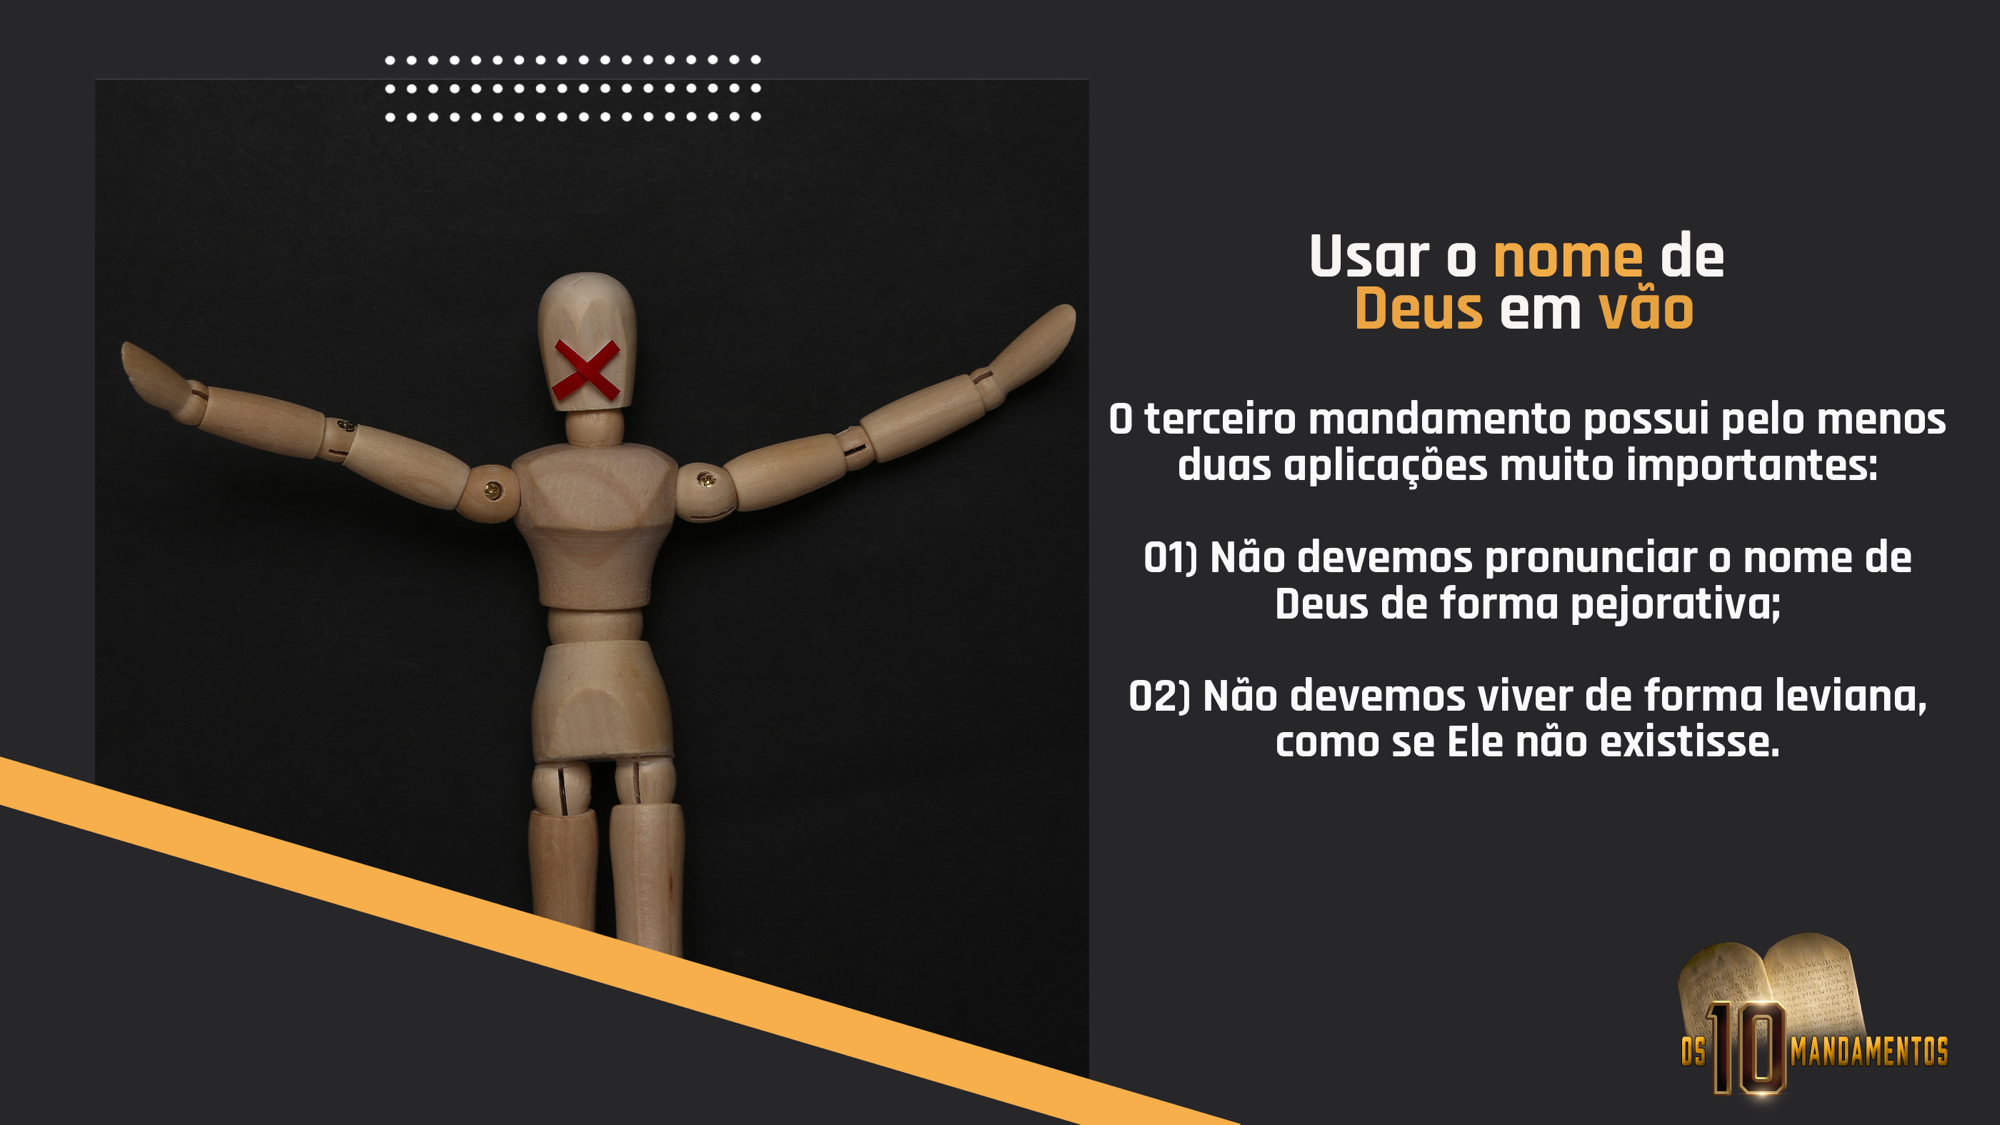 Usar o nome de
Deus em vão
O terceiro mandamento possui pelo menos
duas aplicações muito importantes:
01) Não devemos pronunciar o nome de
Deus de forma pejorativa;
02) Não devemos viver de forma leviana,
como se Ele não existisse.
OS 10 MANDAMENTOS